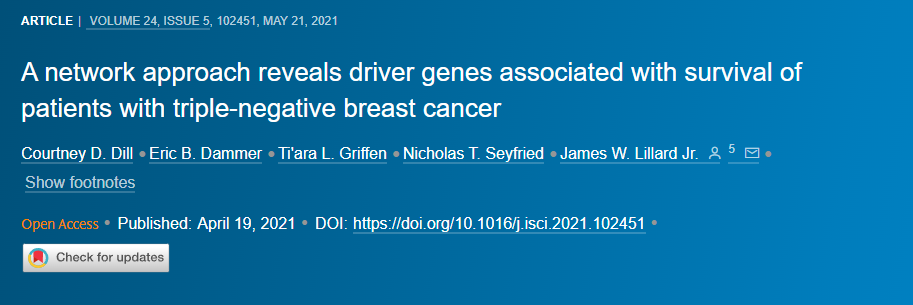 ARTICLE | VOLUME 24, ISSUE 5, 102451, MAY 21, 2021
A network approach reveals driver genes associated with survival of
patients with triple-negative breast cancer
Courtney D. Dill • Eric B. Dammer • Ti'ara L. Griffen • Nicholas T. Seyfried • James W. Lillard Jr. 5 •
Show footnotes
Open Access • Published: April 19, 2021 • DOI: https://doi.org/10.1016/j.isci.2021.102451 •
Check for updates